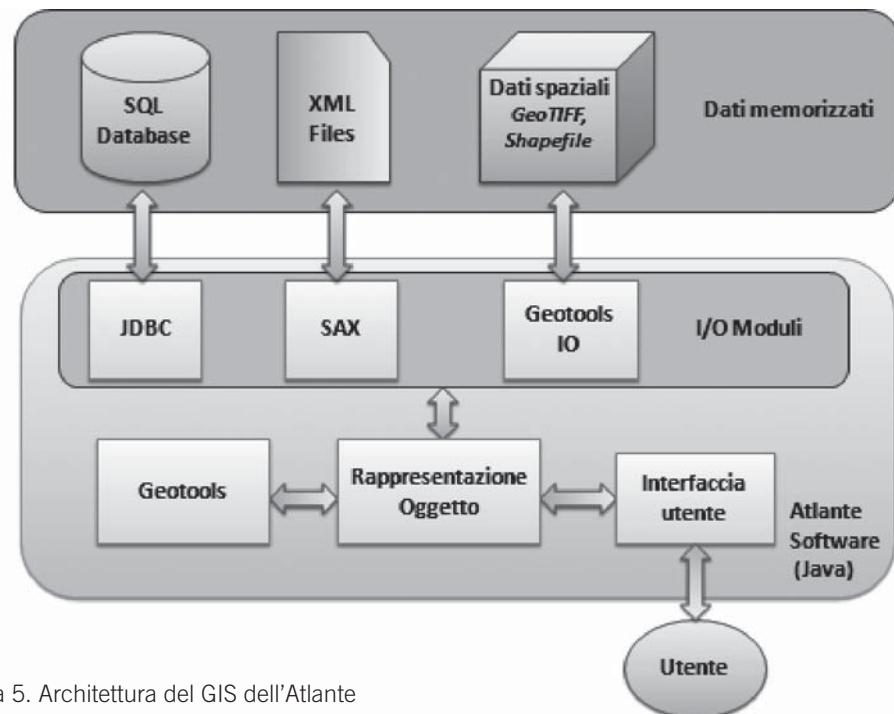 SQL
Database
XML
Files
Dati spaziali
GeoTIFF,
Shapefile
Dati memorizzati
JDBC
SAX
Geotools
IO
I/O Moduli
Geotools
Rappresentazione
Oggetto
Interfaccia
utente
Atlante
Software
(Java)
Utente
a 5. Architettura del GIS dell’Atlante